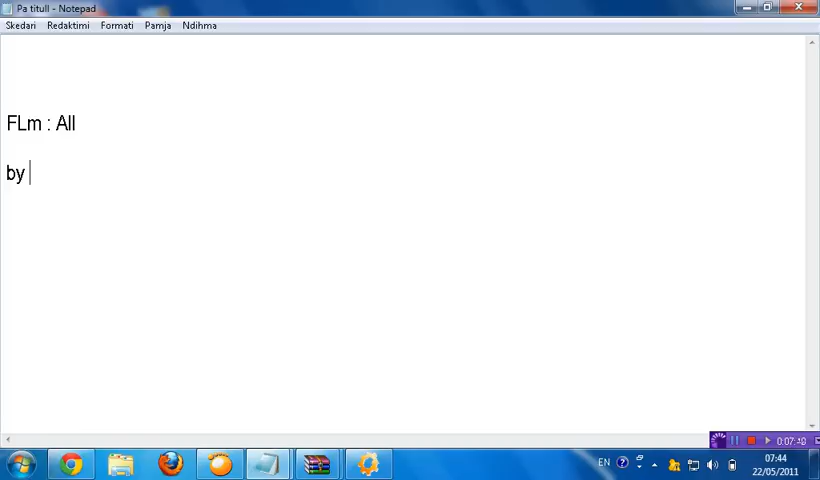 Pa titull - Notepad
Skedari Redaktimi Formati Pamja Ndihma
FLm : All
by
0:07:48
EN
07:44
22/05/2011